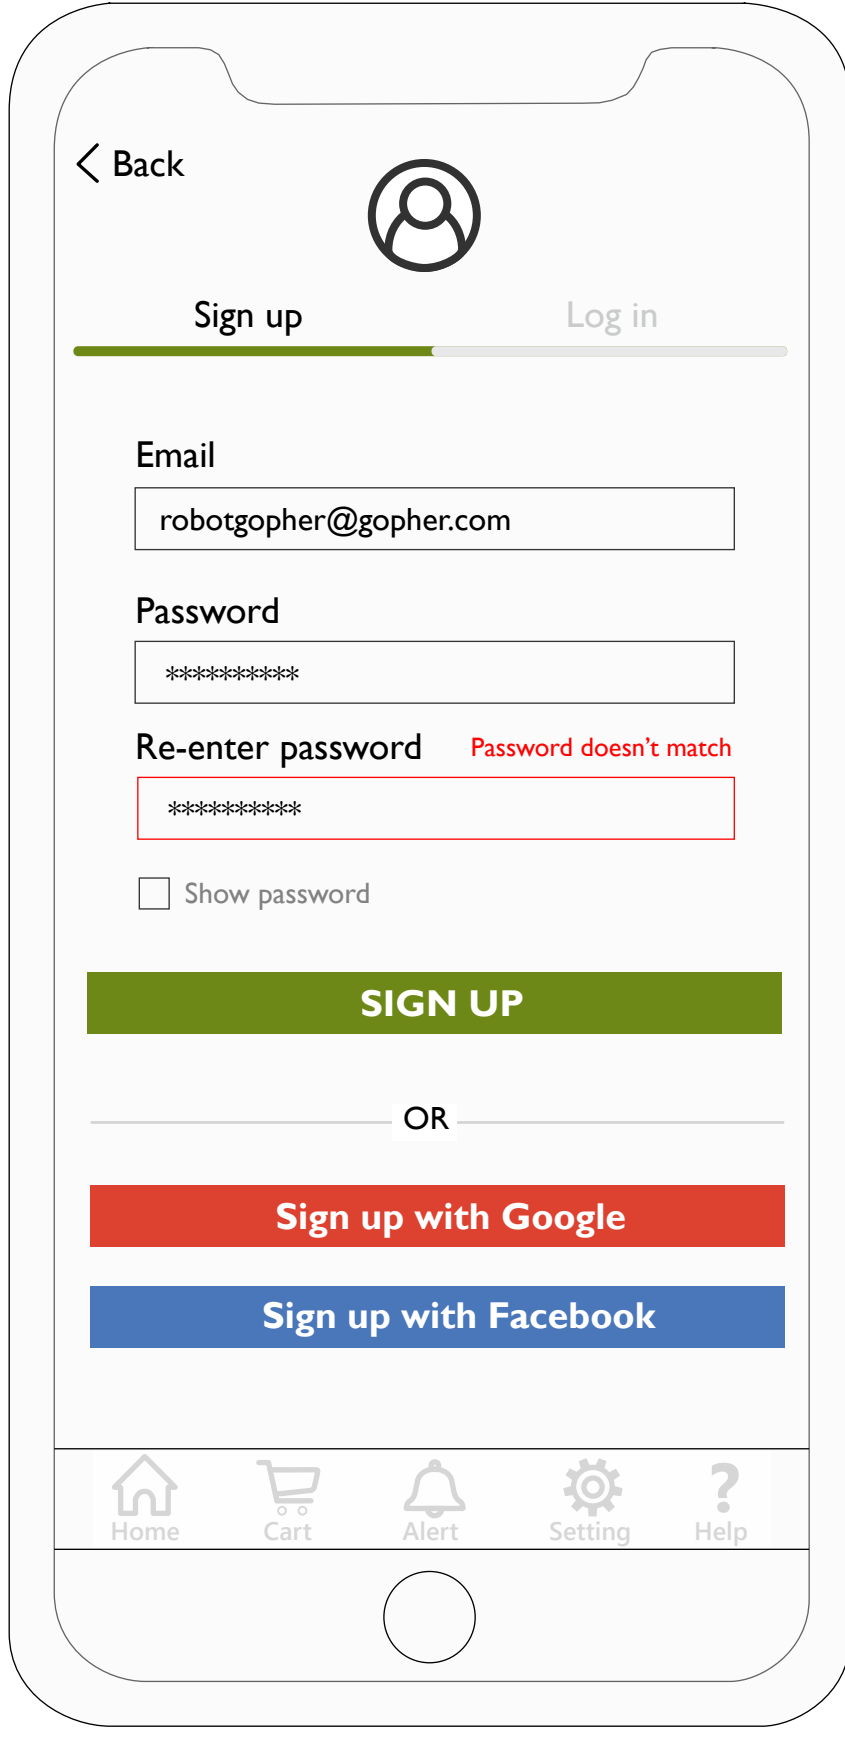 Back
Sign up
Log in
Email
robotgopher@gopher.com
Password
**********
Re-enter password
Password doesn't match
**********
Show password
SIGN UP
OR
Sign up with Google
Sign up with Facebook
Home
Cart
Alert
Setting
?
Help